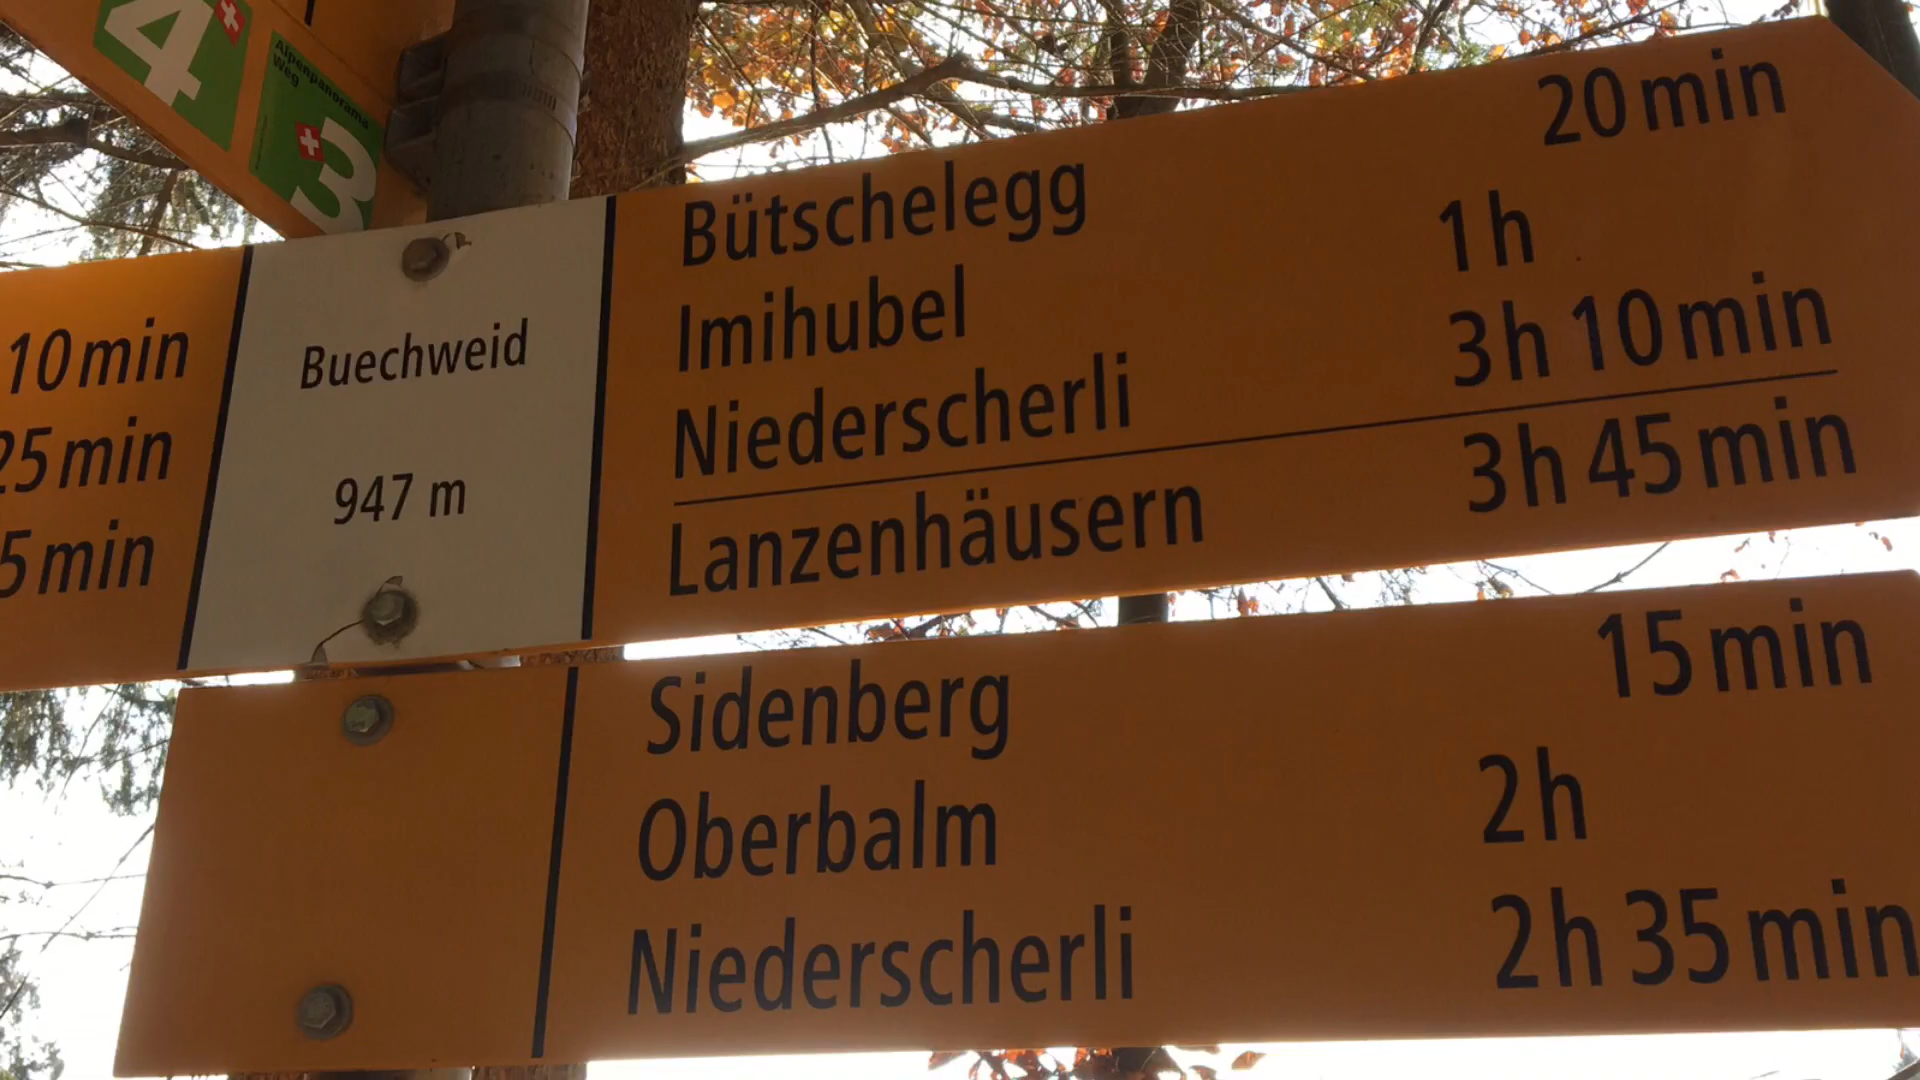 4
Alpenpanorama
Weg
3
10 min
25 min
5 min
Buechweid
947 m
Bütschelegg 20 min
Imihubel 1 h
Niederscherli 3 h 10 min
Lanzenhäusern 3 h 45 min
Sidenberg 15 min
Oberbalm 2 h
Niederscherli 2 h 35 min